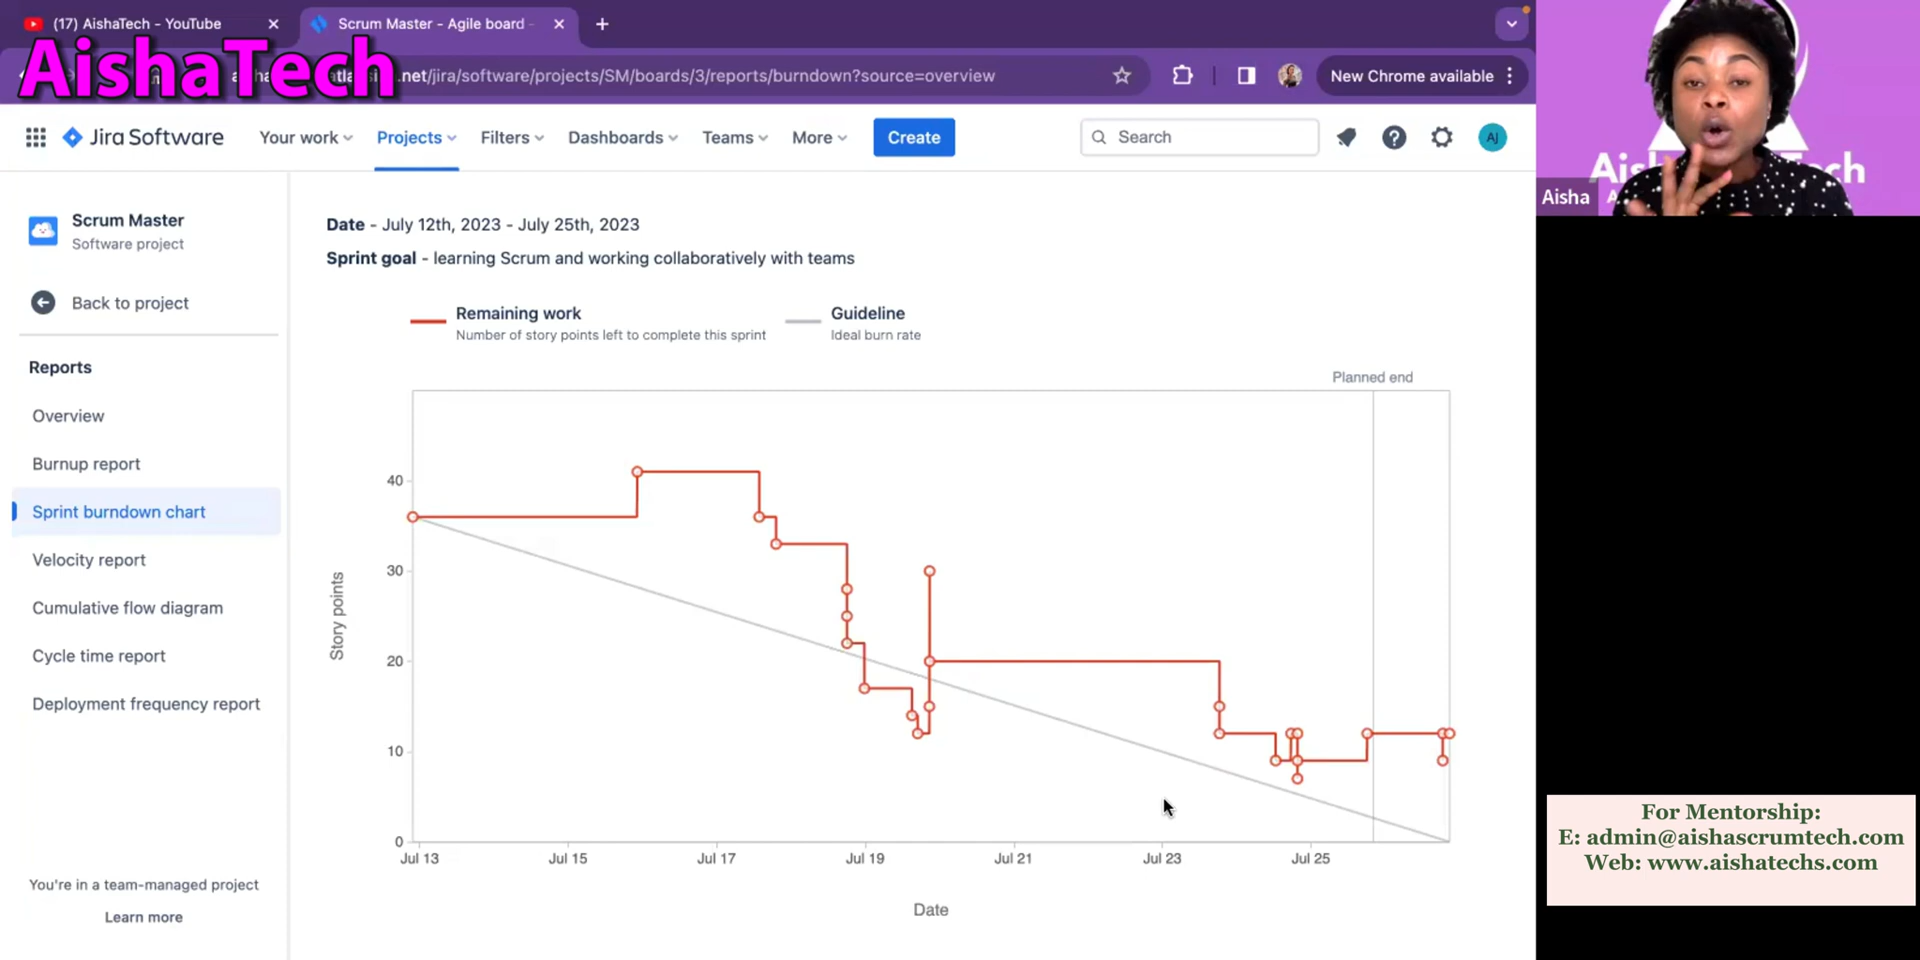 (17) AishaTech - YouTube
Scrum Master - Agile board -
AishaTech
.net/jira/software/projects/SM/boards/3/reports/burndown?source=overview
New Chrome available
Jira Software
Your work
Projects
Filters
Dashboards
Teams
More
Create
Search
AJ
Aisha
Scrum Master
Software project
Back to project
Reports
Overview
Burnup report
Sprint burndown chart
Velocity report
Cumulative flow diagram
Cycle time report
Deployment frequency report
You're in a team-managed project
Learn more
Date - July 12th, 2023 - July 25th, 2023
Sprint goal - learning Scrum and working collaboratively with teams
Remaining work
Number of story points left to complete this sprint
Guideline
Ideal burn rate
Planned end
Story points
40
30
20
10
0
Jul 13
Jul 15
Jul 17
Jul 19
Jul 21
Jul 23
Jul 25
Date
For Mentorship:
E: admin@aishascrumtech.com
Web: www.aishatechs.com